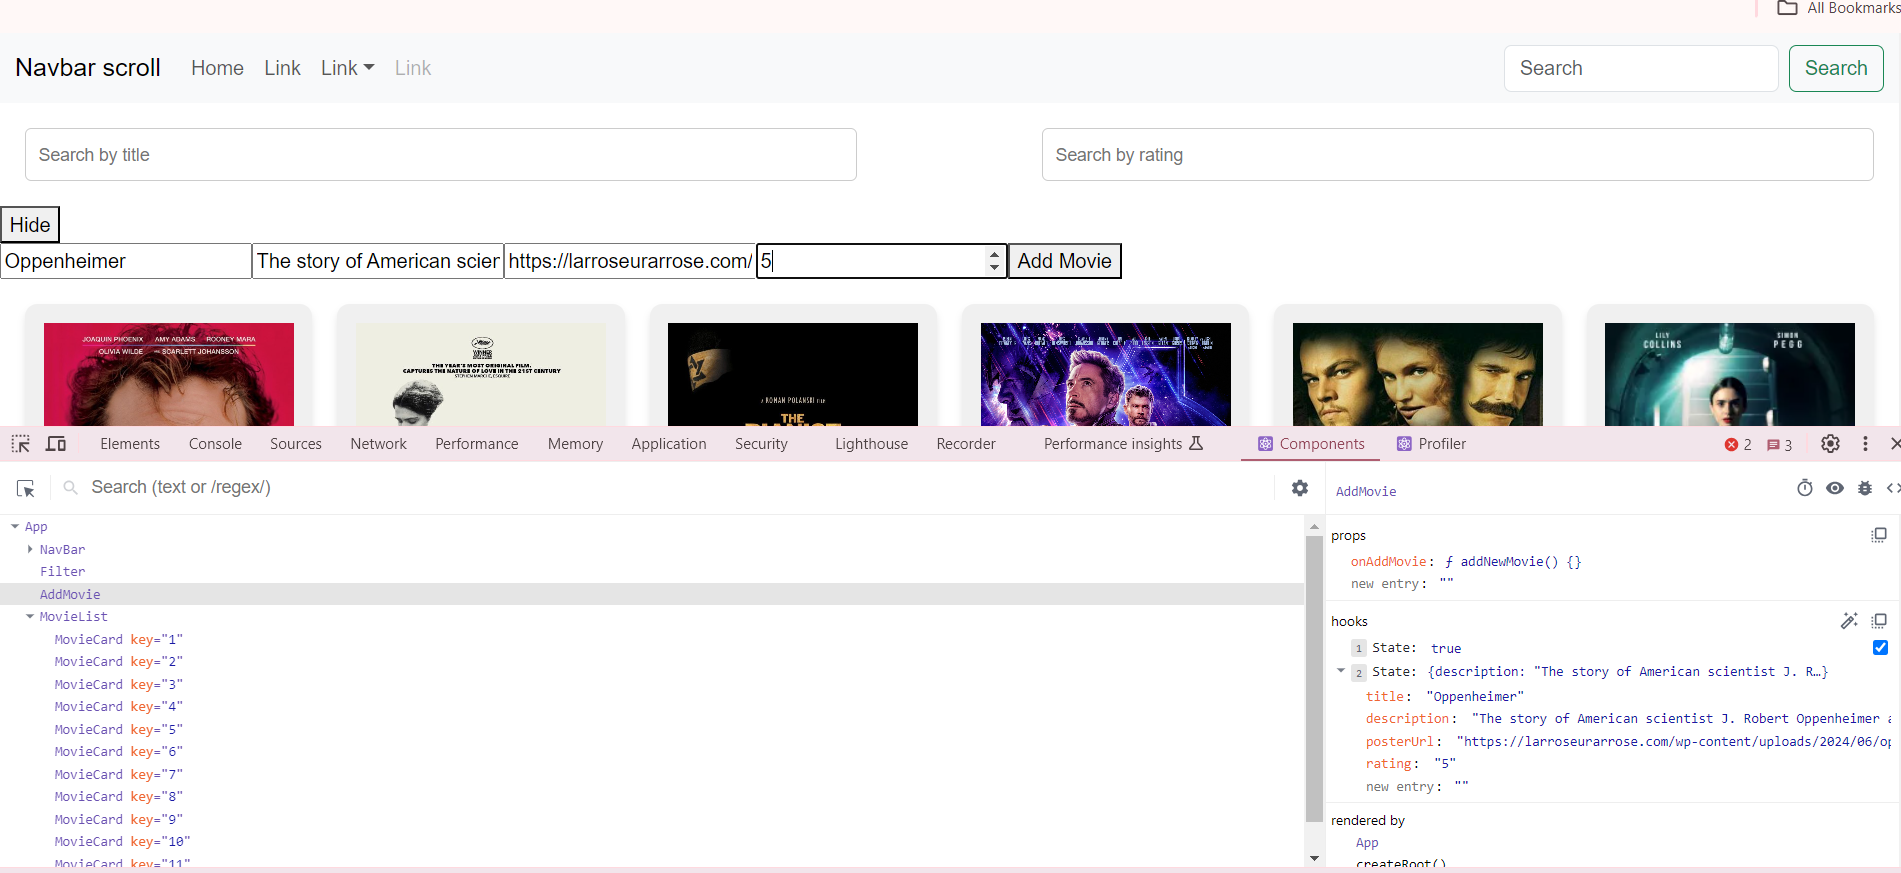 All Bookmarks
Navbar scroll Home Link Link Link Search Search
Search by title Search by rating
Hide
Oppenheimer The story of American scier https://larroseurarrose.com/ 5 Add Movie
JOAQUIN PHOENIX AMY ADAMS ROONEY MARA
OLIVIA WILDE SCARLETT JOHANSSON
THE YEAR'S MOST ORIGINAL FILM.
CAPTURES THE NATURE OF LOVE IN THE 21ST CENTURY
A ROMAN POLANSKI FILM
THE
PIANIST
LILY COLLINS SIMON PEGG
Elements Console Sources Network Performance Memory Application Security Lighthouse Recorder Performance insights Components Profiler 2 3
Search (text or /regex/) AddMovie
App
NavBar
Filter
AddMovie
MovieList
MovieCard key="1"
MovieCard key="2"
MovieCard key="3"
MovieCard key="4"
MovieCard key="5"
MovieCard key="6"
MovieCard key="7"
MovieCard key="8"
MovieCard key="9"
MovieCard key="10"
MovieCard key="11"
props
onAddMovie: ƒ addNewMovie() {}
new entry: ""
hooks
1 State: true
2 State: {description: "The story of American scientist J. R…}
title: "Oppenheimer"
description: "The story of American scientist J. Robert Oppenheimer a
posterUrl: "https://larroseurarrose.com/wp-content/uploads/2024/06/op
rating: "5"
new entry: ""
rendered by
App
createRoot()